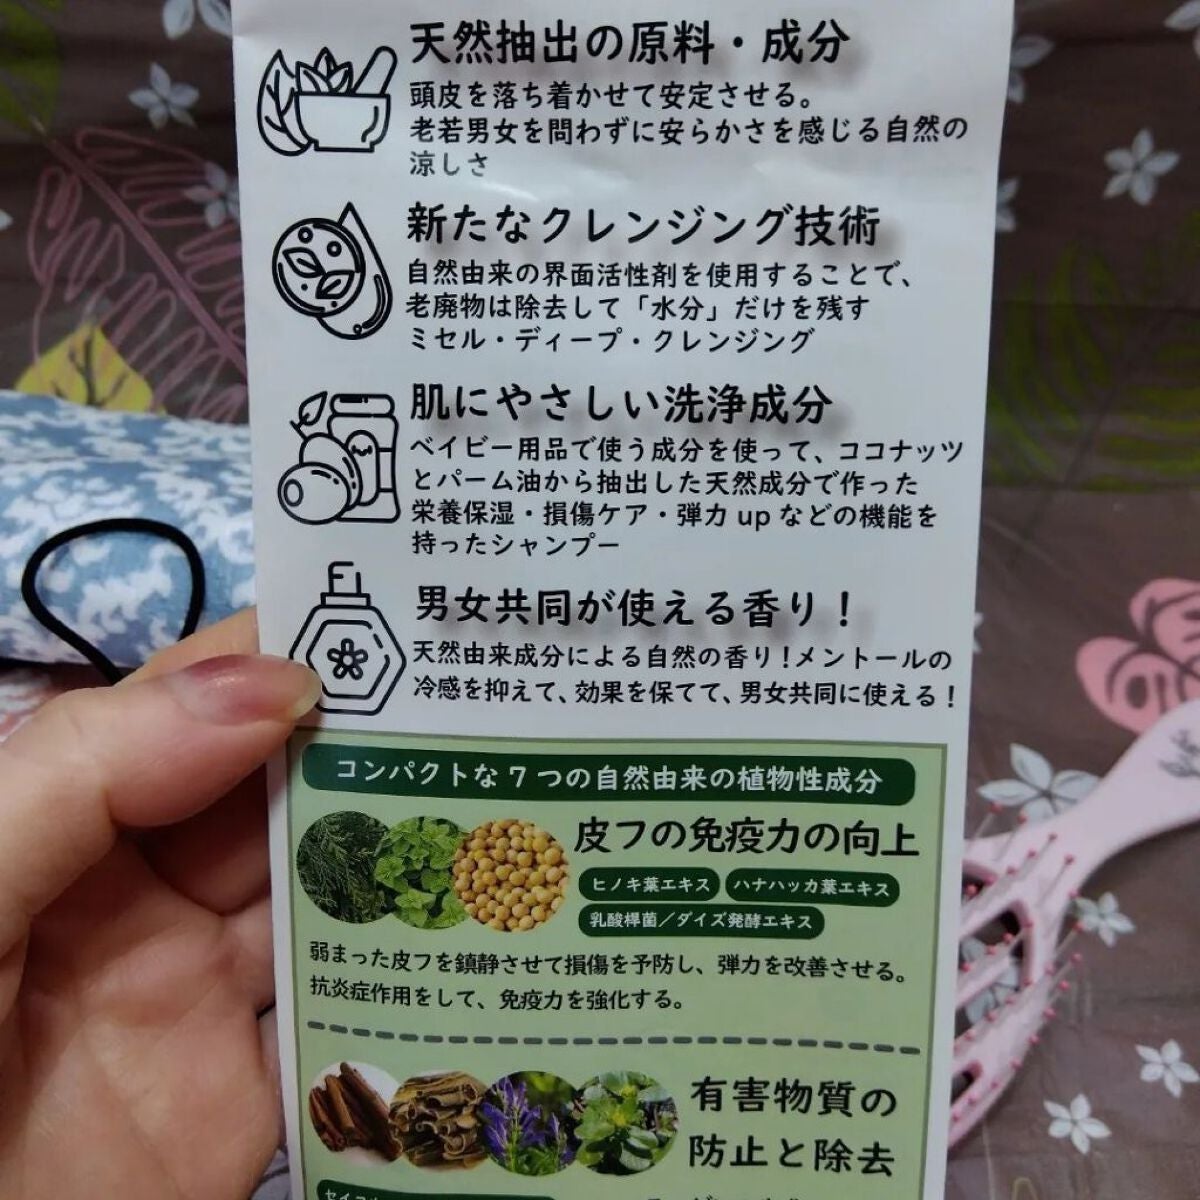 天然抽出の原料・成分
頭皮を落ち着かせて安定させる。
老若男女を問わずに安らかさを感じる自然の
涼しさ
新たなクレンジング技術
自然由来の界面活性剤を使用することで、
老廃物は除去して「水分」だけを残す
ミセル・ディープ・クレンジング
肌にやさしい洗浄成分
ベイビー用品で使う成分を使って、ココナッツ
とパーム油から抽出した天然成分で作った
栄養保湿・損傷ケア・弾力upなどの機能を
持ったシャンプー
男女共同が使える香り！
天然由来成分による自然の香り！メントールの
冷感を抑えて、効果を保てて、男女共同に使える！
コンパクトな7つの自然由来の植物性成分
皮フの免疫力の向上
ヒノキ葉エキス
ハナハッカ葉エキス
乳酸桿菌／ダイズ発酵エキス
弱まった皮フを鎮静させて損傷を予防し、弾力を改善させる。
抗炎症作用をして、免疫力を強化する。
有害物質の
防止と除去